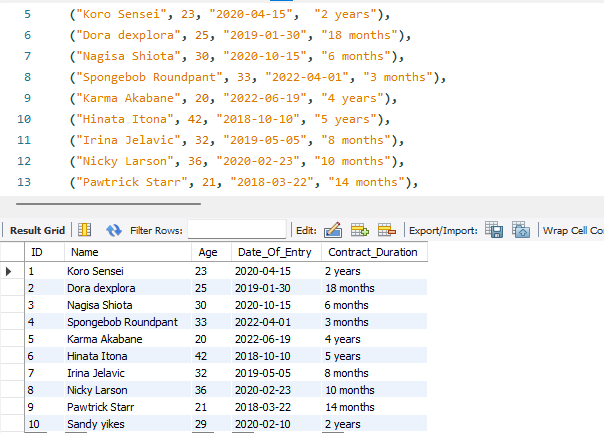 5 ("Koro Sensei", 23, "2020-04-15", "2 years"),
6 ("Dora dexplora", 25, "2019-01-30", "18 months"),
7 ("Nagisa Shiota", 30, "2020-10-15", "6 months"),
8 ("Spongebob Roundpant", 33, "2022-04-01", "3 months"),
9 ("Karma Akabane", 20, "2022-06-19", "4 years"),
10 ("Hinata Itona", 42, "2018-10-10", "5 years"),
11 ("Irina Jelavic", 32, "2019-05-05", "8 months"),
12 ("Nicky Larson", 36, "2020-02-23", "10 months"),
13 ("Pawtrick Starr", 21, "2018-03-22", "14 months"),
Result Grid Filter Rows: Edit: Export/Import: Wrap Cell Co
ID Name Age Date_Of_Entry Contract_Duration
1 Koro Sensei 23 2020-04-15 2 years
2 Dora dexplora 25 2019-01-30 18 months
3 Nagisa Shiota 30 2020-10-15 6 months
4 Spongebob Roundpant 33 2022-04-01 3 months
5 Karma Akabane 20 2022-06-19 4 years
6 Hinata Itona 42 2018-10-10 5 years
7 Irina Jelavic 32 2019-05-05 8 months
8 Nicky Larson 36 2020-02-23 10 months
9 Pawtrick Starr 21 2018-03-22 14 months
10 Sandy yikes 29 2020-02-10 2 years